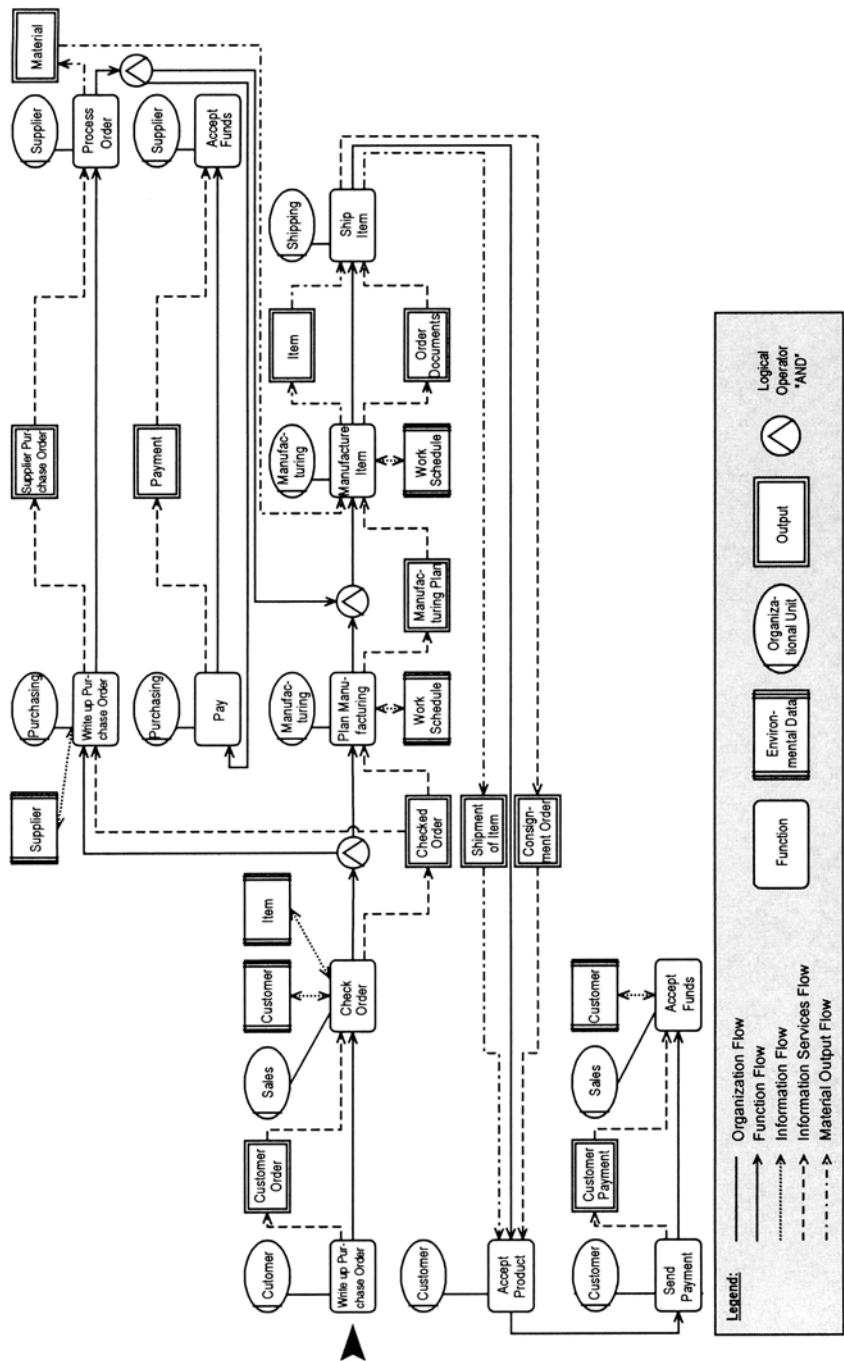 Supplier
Purchasing
Write up Pur-
chase Order
Supplier Pur-
chase Order
Supplier
Process
Order
Material
Purchasing
Pay
Payment
Supplier
Accept
Funds
Cutomer
Write up Pur-
chase Order
Customer
Order
Sales
Customer
Item
Check
Order
Checked
Order
Manufac-
turing
Plan Manu-
facturing
Work
Schedule
Manufac-
turing Plan
Manufac-
turing
Manufacture
Item
Work
Schedule
Item
Order
Documents
Shipping
Ship
Item
Shipment
of Item
Consign-
ment Order
Customer
Accept
Product
Customer
Send
Payment
Customer
Payment
Sales
Customer
Accept
Funds
Legend:
Organization Flow
Function Flow
Information Flow
Information Services Flow
Material Output Flow
Function
Environ-
mental Data
Organiza-
tional Unit
Output
Logical
Operator
"AND"